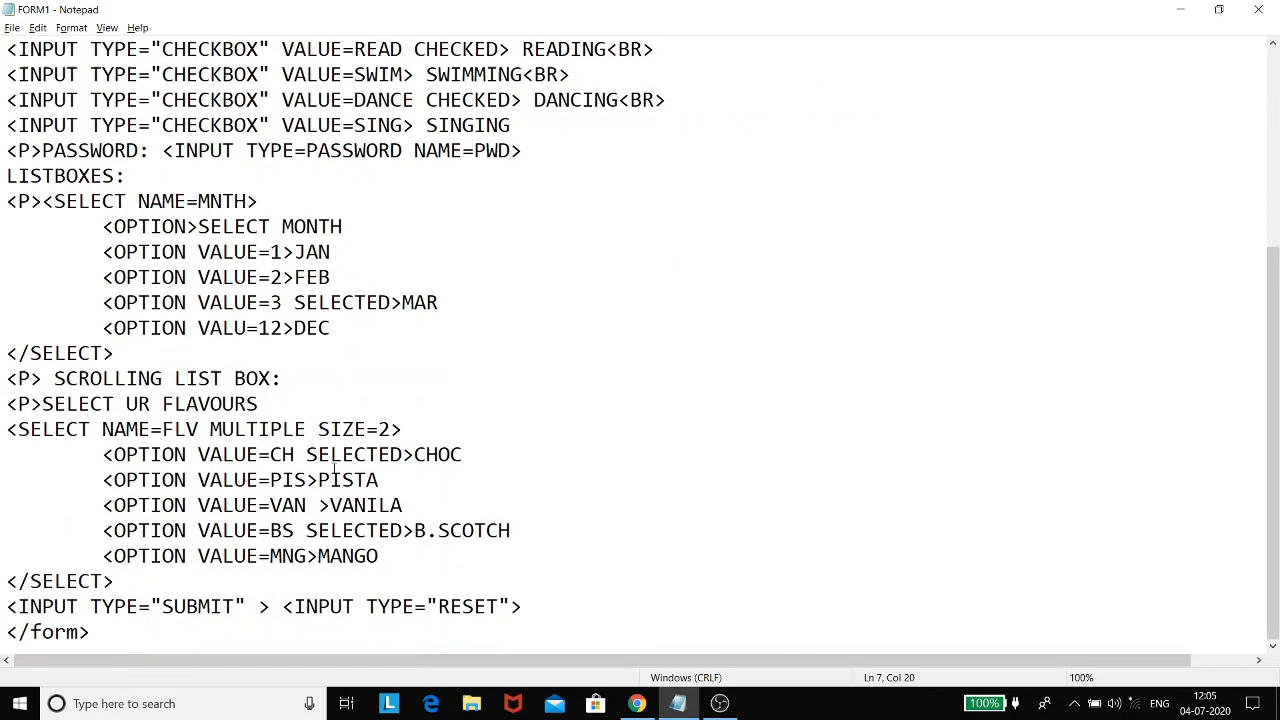 FORM1 - Notepad
File Edit Format View Help
<INPUT TYPE="CHECKBOX" VALUE=READ CHECKED> READING<BR>
<INPUT TYPE="CHECKBOX" VALUE=SWIM> SWIMMING<BR>
<INPUT TYPE="CHECKBOX" VALUE=DANCE CHECKED> DANCING<BR>
<INPUT TYPE="CHECKBOX" VALUE=SING> SINGING
<P>PASSWORD: <INPUT TYPE=PASSWORD NAME=PWD>
LISTBOXES:
<P><SELECT NAME=MNTH>
<OPTION>SELECT MONTH
<OPTION VALUE=1>JAN
<OPTION VALUE=2>FEB
<OPTION VALUE=3 SELECTED>MAR
<OPTION VALU=12>DEC
</SELECT>
<P> SCROLLING LIST BOX:
<P>SELECT UR FLAVOURS
<SELECT NAME=FLV MULTIPLE SIZE=2>
<OPTION VALUE=CH SELECTED>CHOC
<OPTION VALUE=PIS>PISTA
<OPTION VALUE=VAN >VANILA
<OPTION VALUE=BS SELECTED>B.SCOTCH
<OPTION VALUE=MNG>MANGO
</SELECT>
<INPUT TYPE="SUBMIT" > <INPUT TYPE="RESET">
</form>
Windows (CRLF) Ln 7, Col 20 100%
Type here to search L 100% ENG 12:05
04-07-2020